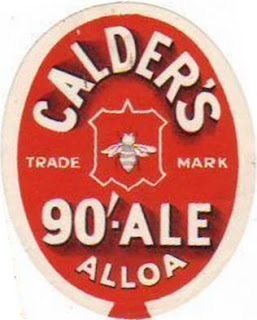 CALDER'S
TRADE MARK
90/- ALE
ALLOA